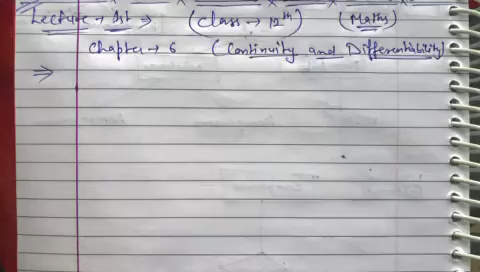 Lecture → 1st ⇒ (Class → 12th) (Maths)
Chapter → 6 (Continuity and Differentiability)
⇒